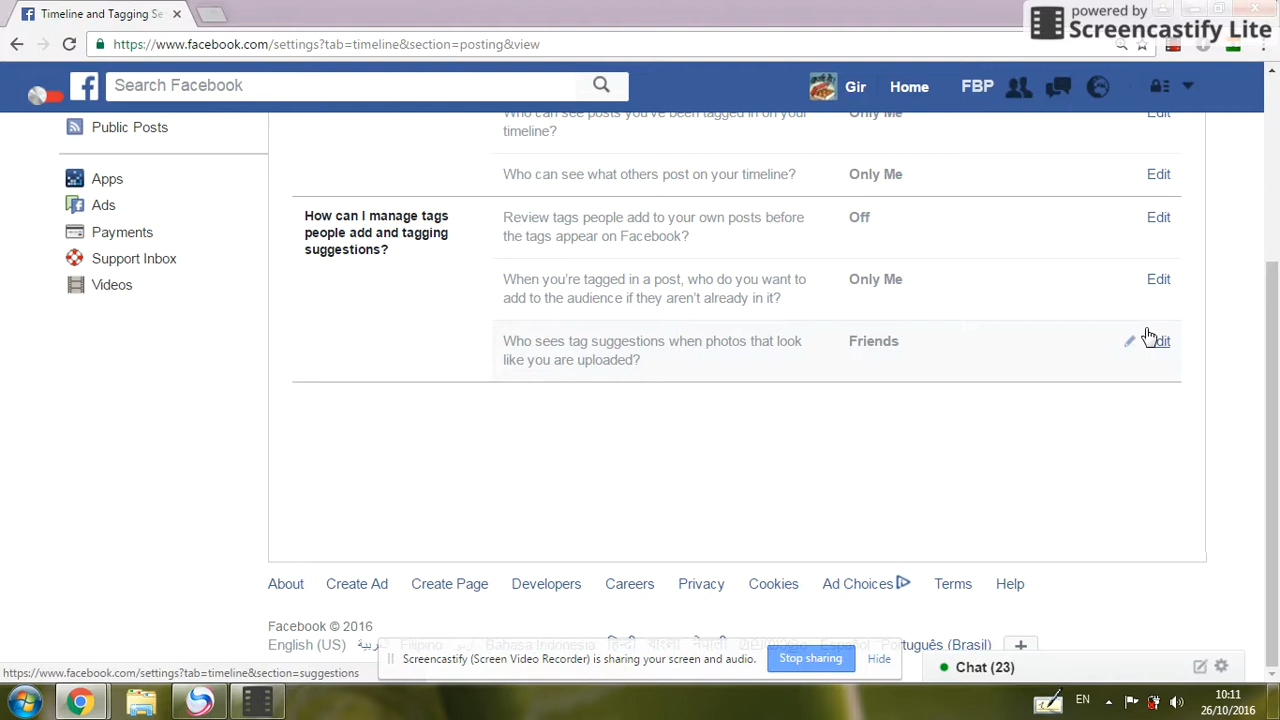 Timeline and Tagging Se
powered by
Screencastify Lite
https://www.facebook.com/settings?tab=timeline&section=posting&view
Search Facebook
Gir
Home
FBP
Public Posts
Apps
Ads
Payments
Support Inbox
Videos
Who can see posts you've been tagged in on your
timeline?
Only Me
Edit
Who can see what others post on your timeline?
Only Me
Edit
How can I manage tags
people add and tagging
suggestions?
Review tags people add to your own posts before
the tags appear on Facebook?
Off
Edit
When you're tagged in a post, who do you want to
add to the audience if they aren't already in it?
Only Me
Edit
Who sees tag suggestions when photos that look
like you are uploaded?
Friends
Edit
About
Create Ad
Create Page
Developers
Careers
Privacy
Cookies
Ad Choices
Terms
Help
Facebook © 2016
English (US)
Filipino
Bahasa Indonesia
हिन्दी
বাংলা
नेपाली
Español
Português (Brasil)
Screencastify (Screen Video Recorder) is sharing your screen and audio.
Stop sharing
Hide
Chat (23)
https://www.facebook.com/settings?tab=timeline&section=suggestions
EN
10:11
26/10/2016